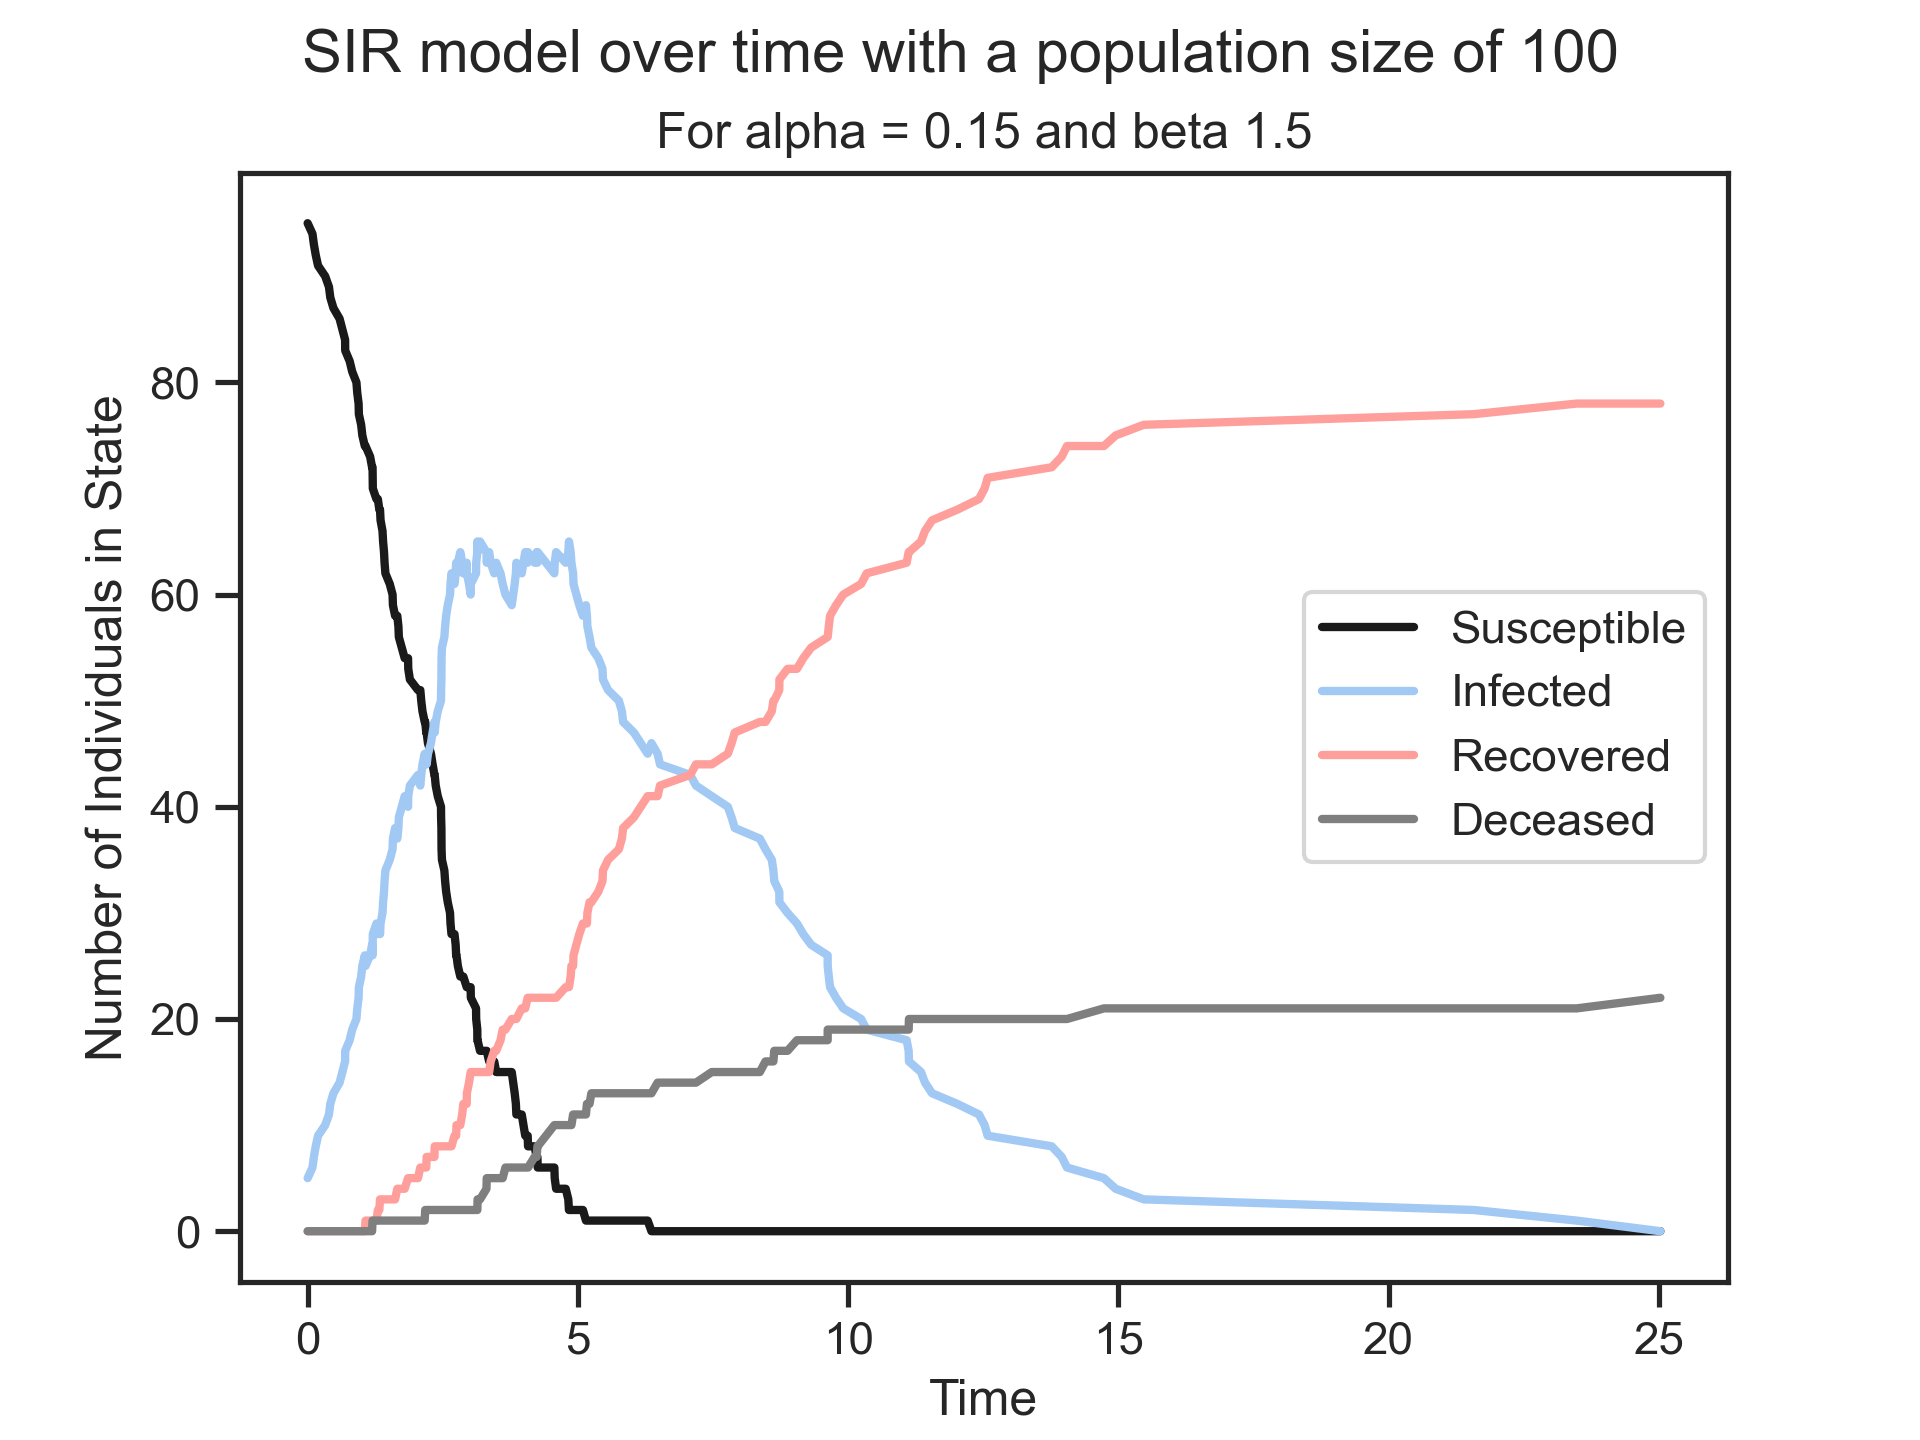 SIR model over time with a population size of 100
For alpha = 0.15 and beta 1.5
Number of Individuals in State
80
60
40
20
0
Susceptible
Infected
Recovered
Deceased
0 5 10 15 20 25
Time